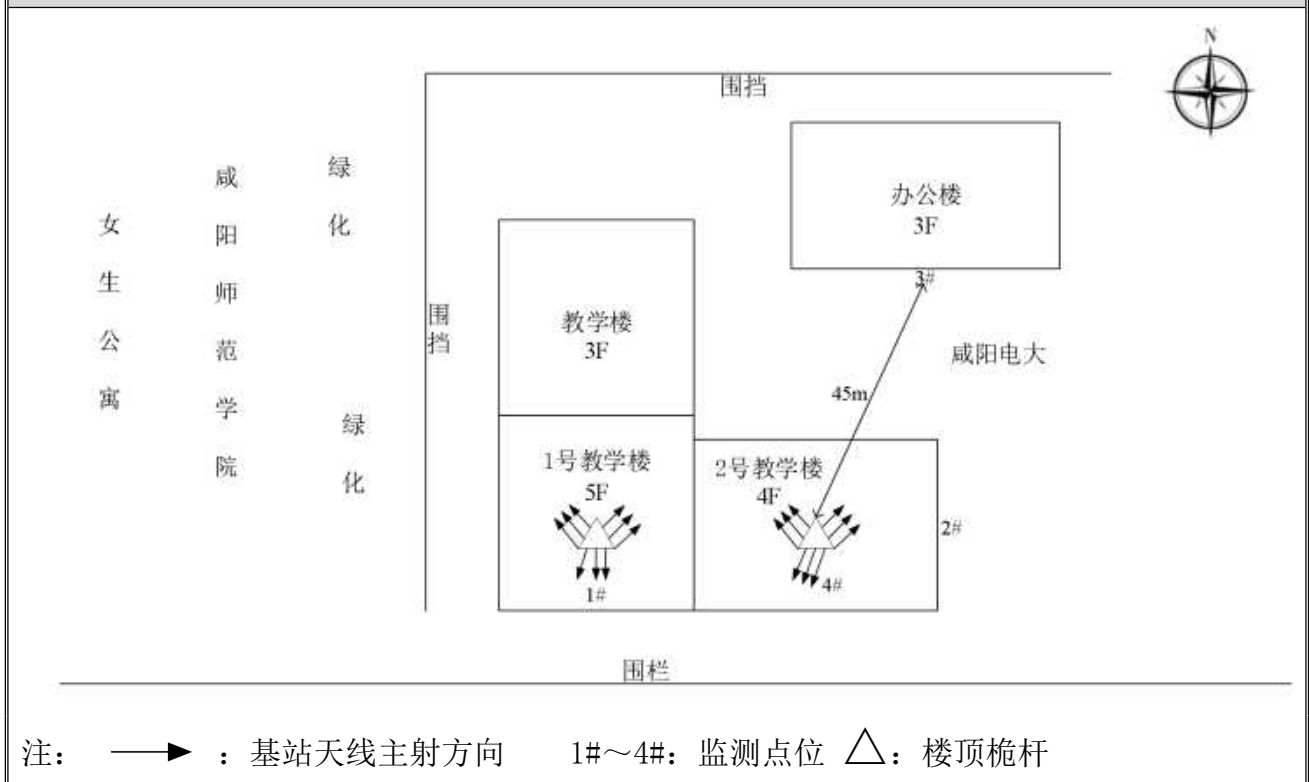 N
围挡
办公楼
3F
3#
绿化
咸阳师范学院
女生公寓
围挡
教学楼
3F
咸阳电大
45m
绿化
1号教学楼
5F
1#
2号教学楼
4F
2#
4#
围栏
注： ：基站天线主射方向 1#～4#：监测点位 △：楼顶桅杆